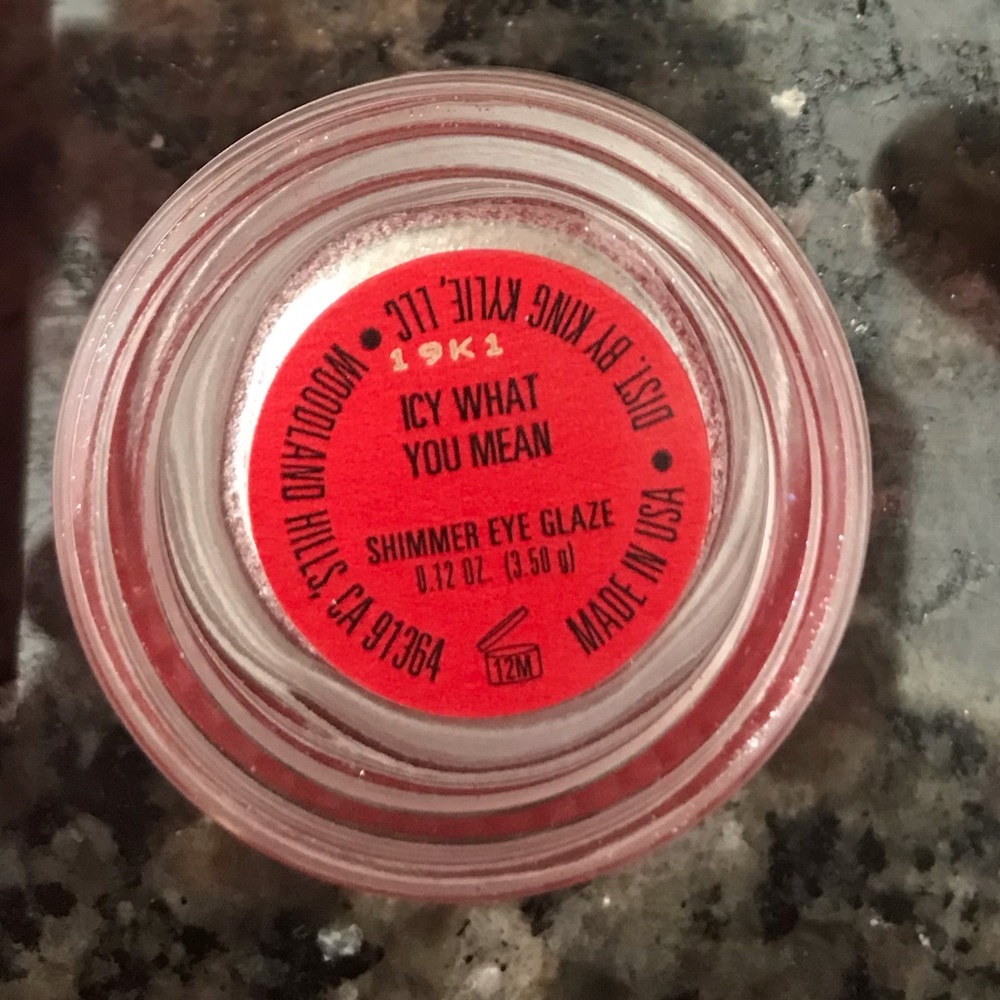 19K1
ICY WHAT
YOU MEAN
SHIMMER EYE GLAZE
0.12 OZ. (3.50 g)
12M
DIST. BY KING KYLIE, LLC • WOODLAND HILLS, CA 91364
MADE IN USA •